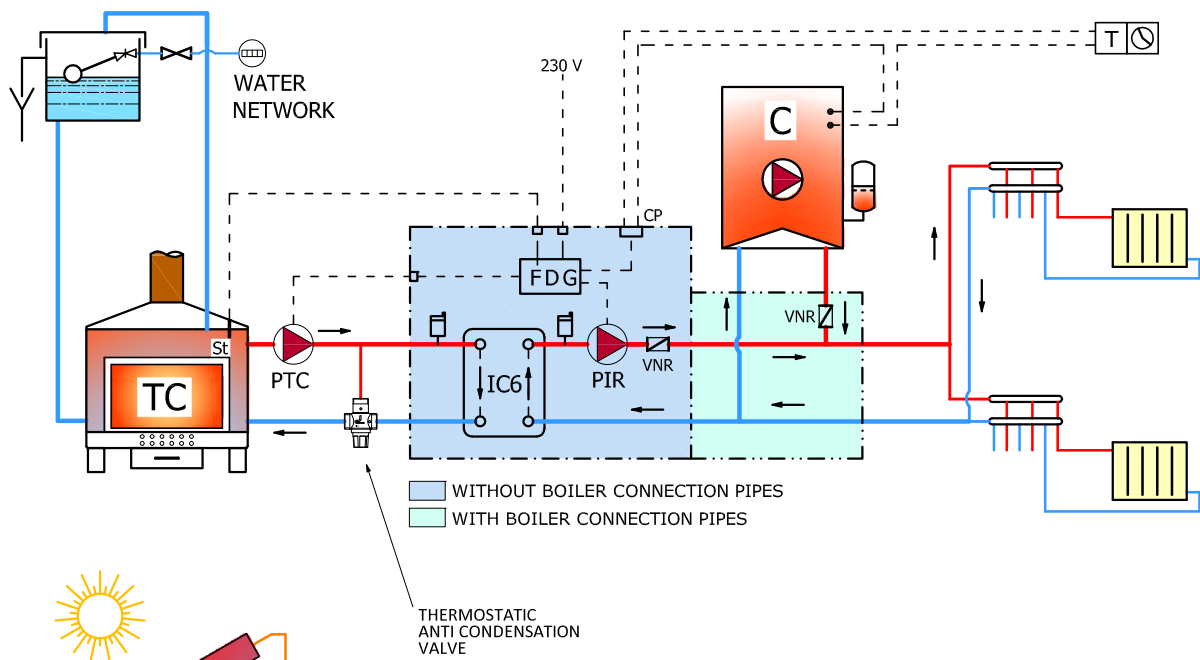 T
230 V
WATER
NETWORK
C
CP
FDG
VNR
St
TC
PTC
IC6
PIR
VNR
WITHOUT BOILER CONNECTION PIPES
WITH BOILER CONNECTION PIPES
THERMOSTATIC
ANTI CONDENSATION
VALVE